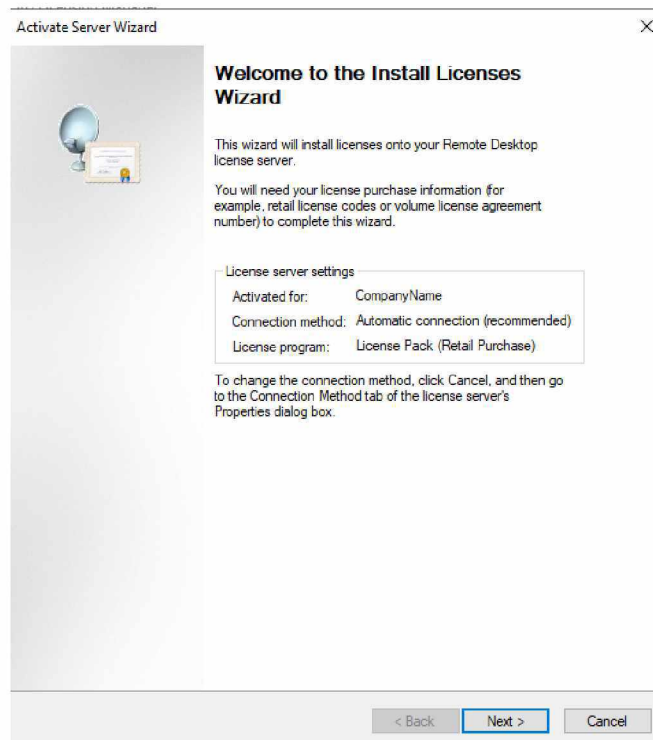 Activate Server Wizard
Welcome to the Install Licenses
Wizard
This wizard will install licenses onto your Remote Desktop
license server.
You will need your license purchase information (for
example, retail license codes or volume license agreement
number) to complete this wizard.
License server settings
Activated for: CompanyName
Connection method: Automatic connection (recommended)
License program: License Pack (Retail Purchase)
To change the connection method, click Cancel, and then go
to the Connection Method tab of the license server's
Properties dialog box.
< Back Next > Cancel